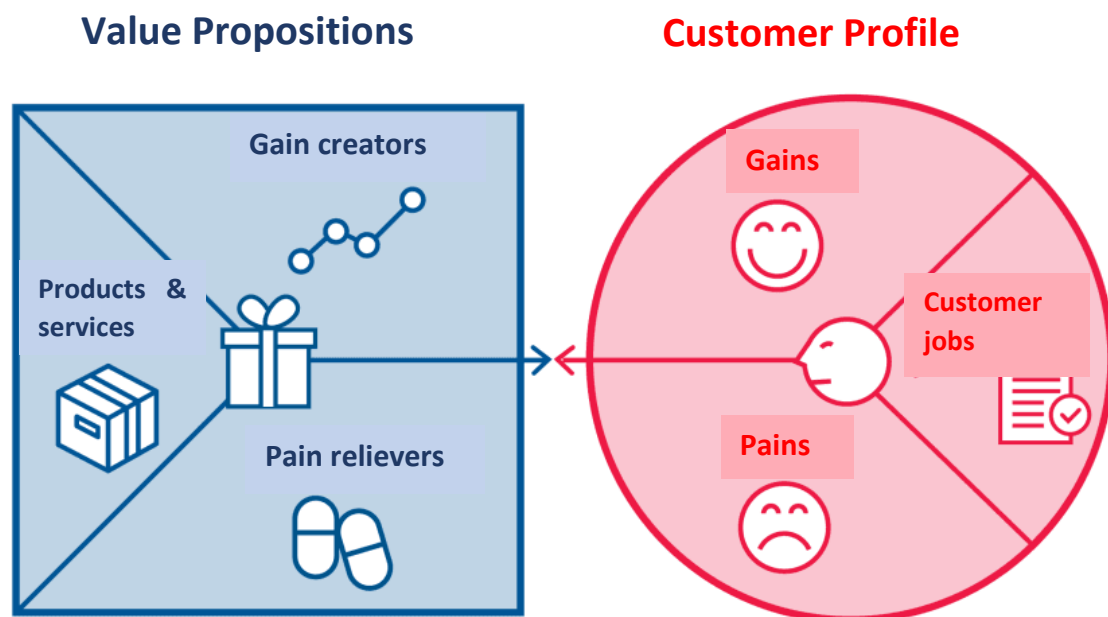 Value Propositions
Customer Profile
Gain creators
Gains
Products &
services
Customer
jobs
Pain relievers
Pains